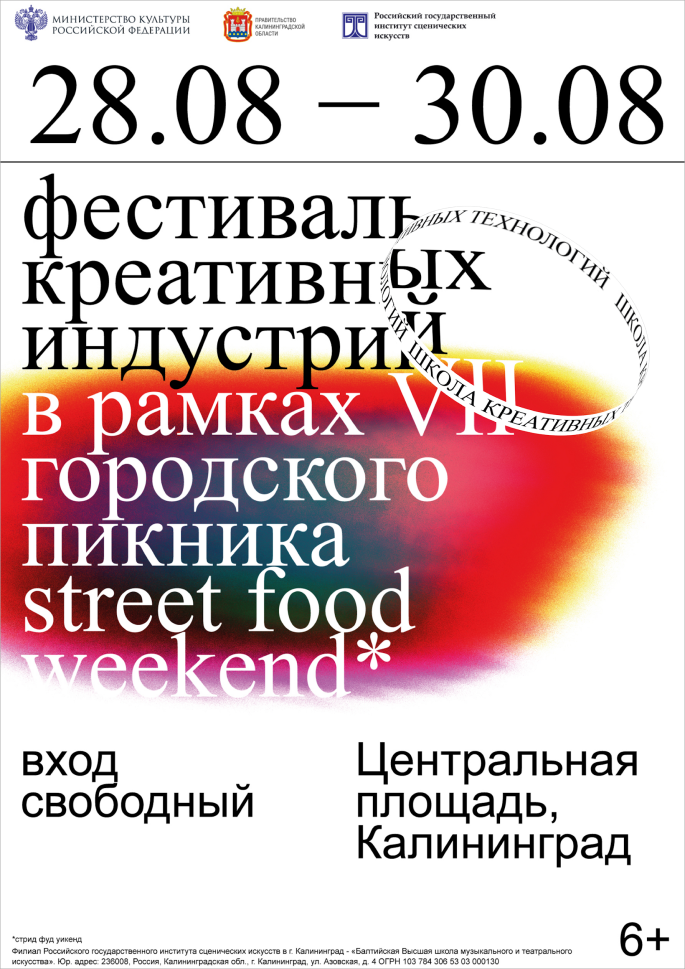 МИНИСТЕРСТВО КУЛЬТУРЫ
РОССИЙСКОЙ ФЕДЕРАЦИИ
ПРАВИТЕЛЬСТВО
КАЛИНИНГРАДСКОЙ
ОБЛАСТИ
Российский государственный
институт сценических
искусств
28.08 – 30.08
фестиваль
креативных
индустрий
в рамках VII
городского
пикника
street food
weekend*
ШКОЛА КРЕАТИВНЫХ ТЕХНОЛОГИЙ
вход
свободный
Центральная
площадь,
Калининград
*стрид фуд уикенд
Филиал Российского государственного института сценических искусств в г. Калининград - «Балтийская Высшая школа музыкального и театрального
искусства». Юр. адрес: 236008, Россия, Калининградская обл., г. Калининград, ул. Азовская, д. 4 ОГРН 103 784 306 53 03 000130
6+